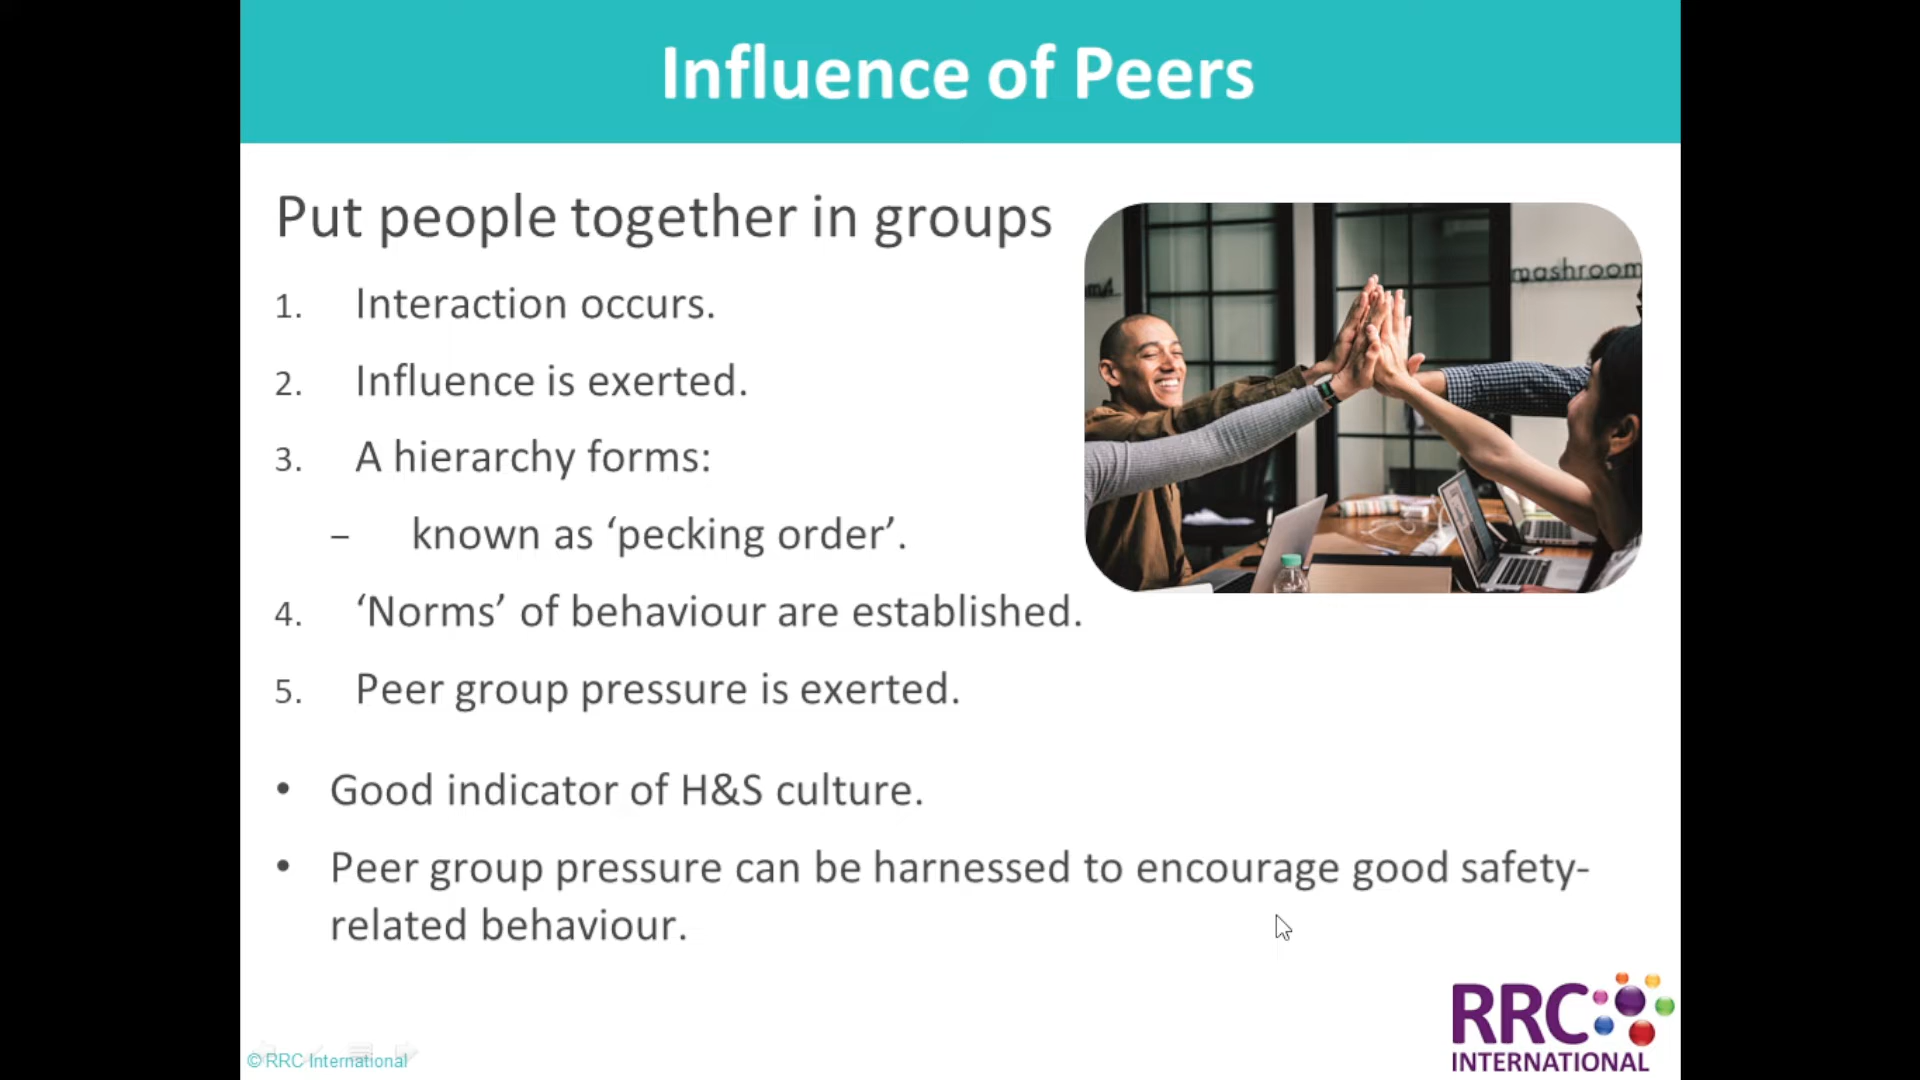 Influence of Peers
Put people together in groups
1. Interaction occurs.
2. Influence is exerted.
3. A hierarchy forms:
– known as ‘pecking order’.
4. ‘Norms’ of behaviour are established.
5. Peer group pressure is exerted.
• Good indicator of H&S culture.
• Peer group pressure can be harnessed to encourage good safety-
related behaviour.
mashroom
© RRC International
RRC
INTERNATIONAL